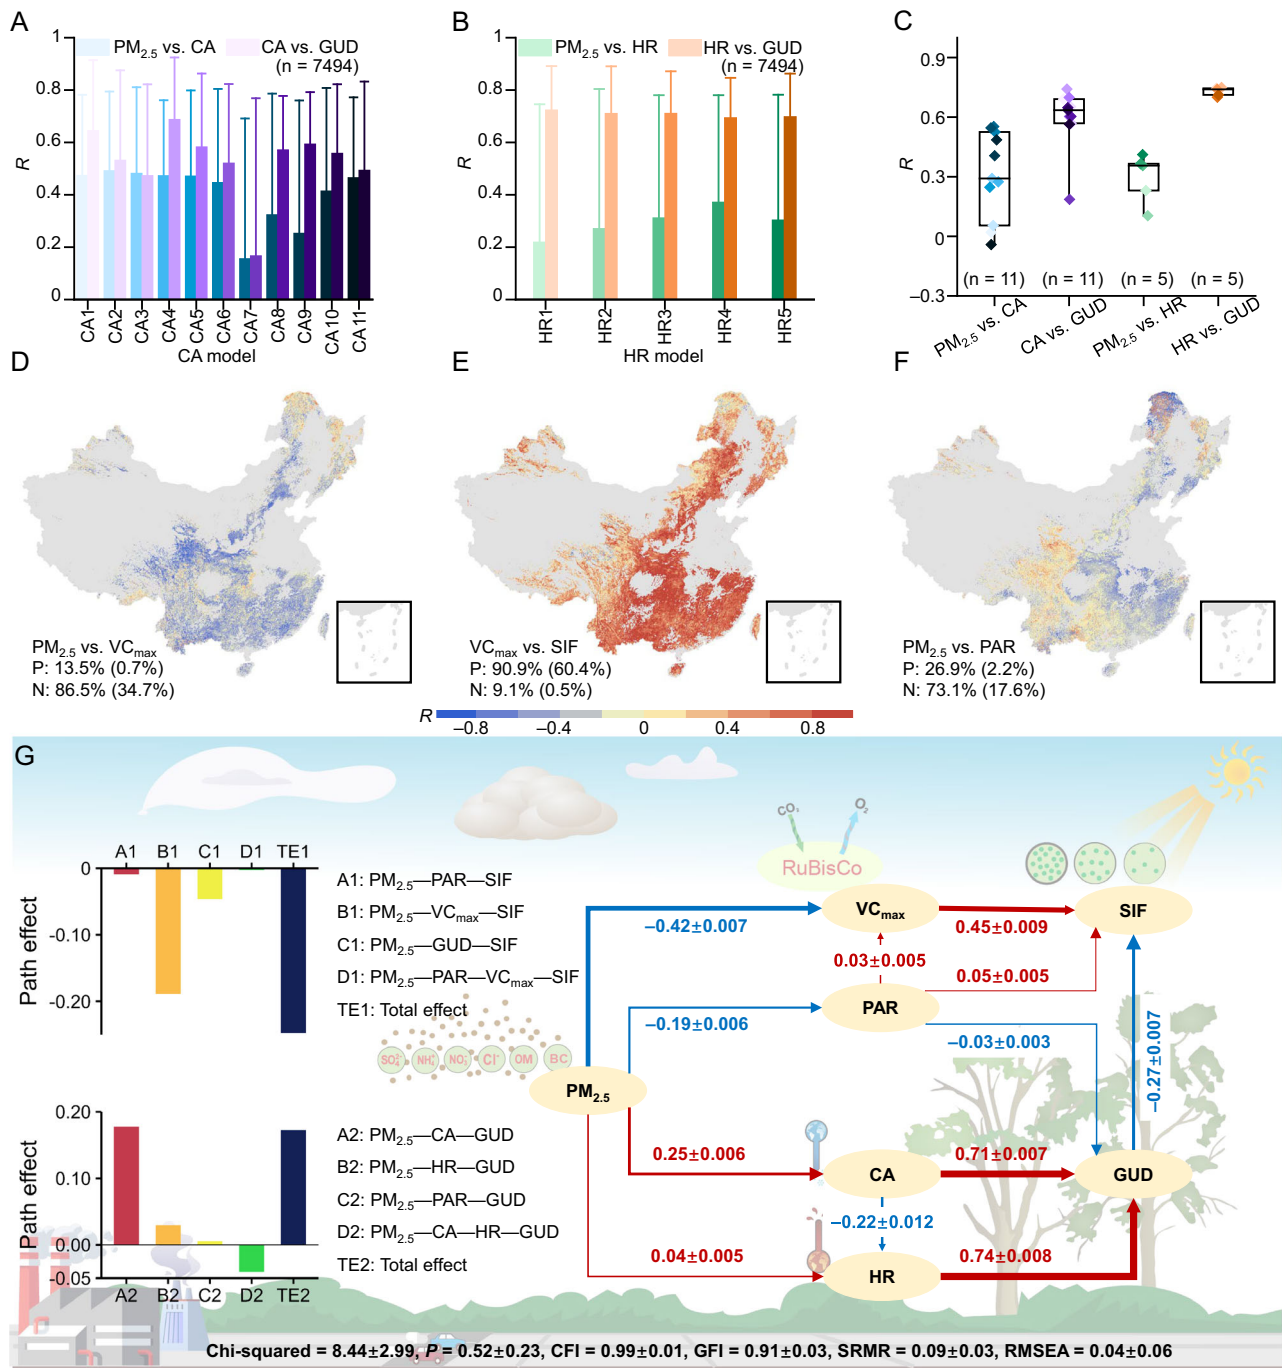 A
PM2.5 vs. CA
CA vs. GUD
(n = 7494)
R
1
0.8
0.6
0.4
0.2
0
CA1
CA2
CA3
CA4
CA5
CA6
CA7
CA8
CA9
CA10
CA11
CA model
B
PM2.5 vs. HR
HR vs. GUD
(n = 7494)
R
1
0.8
0.6
0.4
0.2
0
HR1
HR2
HR3
HR4
HR5
HR model
C
R
0.9
0.6
0.3
0
–0.3
(n = 11)
(n = 11)
(n = 5)
(n = 5)
PM2.5 vs. CA
CA vs. GUD
PM2.5 vs. HR
HR vs. GUD
D
PM2.5 vs. VCmax
P: 13.5% (0.7%)
N: 86.5% (34.7%)
E
VCmax vs. SIF
P: 90.9% (60.4%)
N: 9.1% (0.5%)
F
PM2.5 vs. PAR
P: 26.9% (2.2%)
N: 73.1% (17.6%)
R
–0.8
–0.4
0
0.4
0.8
G
A1
B1
C1
D1
TE1
Path effect
0
-0.10
-0.20
A1: PM2.5—PAR—SIF
B1: PM2.5—VCmax—SIF
C1: PM2.5—GUD—SIF
D1: PM2.5—PAR—VCmax—SIF
TE1: Total effect
Path effect
0.20
0.10
0.00
-0.05
A2
B2
C2
D2
TE2
A2: PM2.5—CA—GUD
B2: PM2.5—HR—GUD
C2: PM2.5—PAR—GUD
D2: PM2.5—CA—HR—GUD
TE2: Total effect
CO2
O2
RuBisCo
SO4²⁻
NH4⁺
NO3⁻
Cl⁻
OM
BC
PM2.5
VCmax
SIF
PAR
CA
GUD
HR
–0.42±0.007
0.45±0.009
0.03±0.005
0.05±0.005
–0.19±0.006
–0.03±0.003
–0.27±0.007
0.25±0.006
0.71±0.007
–0.22±0.012
0.04±0.005
0.74±0.008
Chi-squared = 8.44±2.99, P = 0.52±0.23, CFI = 0.99±0.01, GFI = 0.91±0.03, SRMR = 0.09±0.03, RMSEA = 0.04±0.06